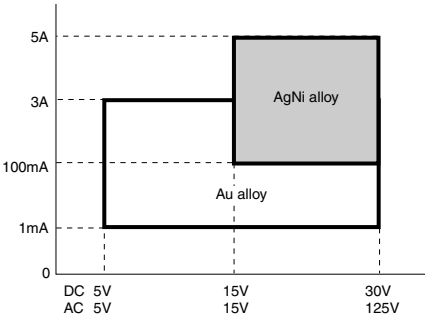 5A
AgNi alloy
3A
100mA
Au alloy
1mA
0
DC 5V 15V 30V
AC 5V 15V 125V